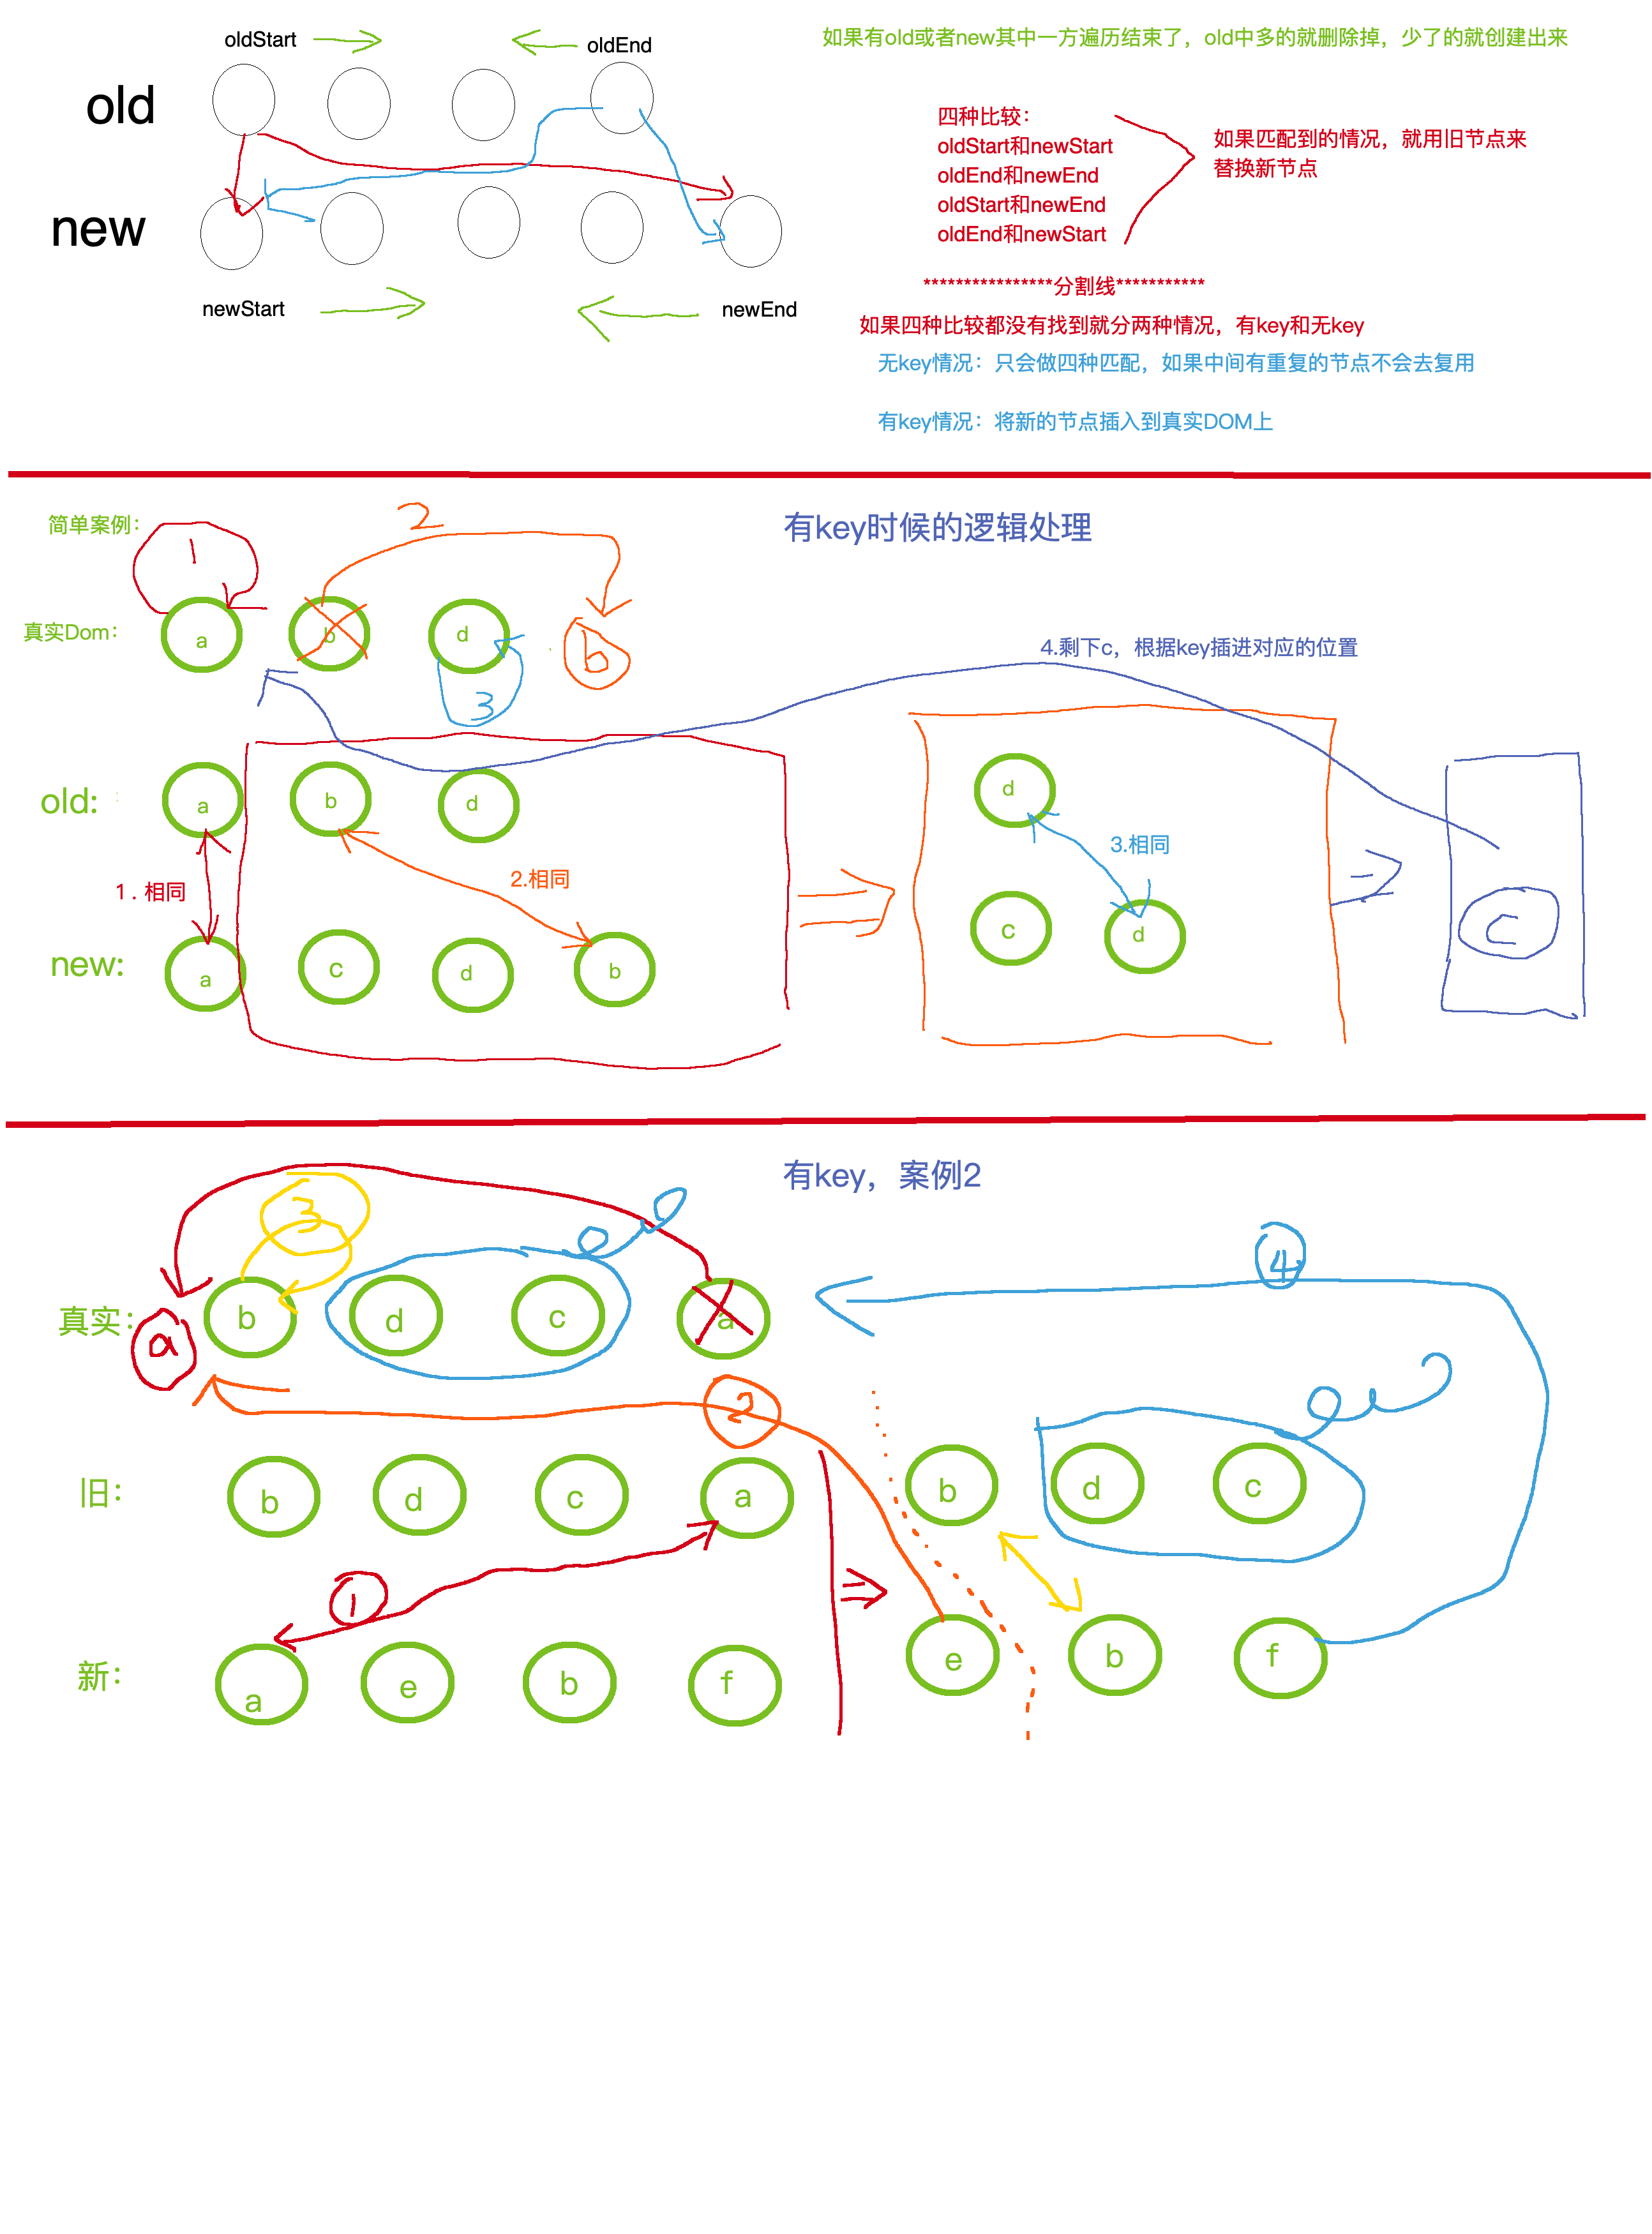 oldStart
oldEnd
如果有old或者new其中一方遍历结束了，old中多的就删除掉，少了的就创建出来
old
四种比较：
oldStart和newStart
oldEnd和newEnd
oldStart和newEnd
oldEnd和newStart
如果匹配到的情况，就用旧节点来
替换新节点
new
newStart
newEnd
****************分割线***********
如果四种比较都没有找到就分两种情况，有key和无key
无key情况：只会做四种匹配，如果中间有重复的节点不会去复用
有key情况：将新的节点插入到真实DOM上
简单案例：
有key时候的逻辑处理
1
2
真实Dom：
a
b
d
b
3
4.剩下c，根据key插进对应的位置
old:
a
b
d
d
1. 相同
2.相同
3.相同
new:
a
c
d
b
c
d
c
有key，案例2
3
4
真实：
a
b
d
c
a
2
旧：
b
d
c
a
b
d
c
1
新：
a
e
b
f
e
b
f